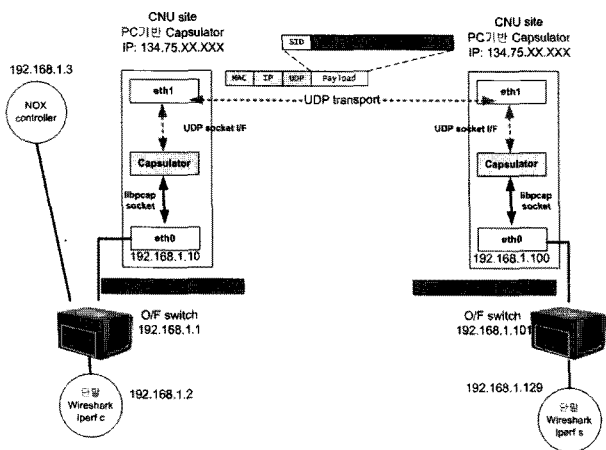 CNU site
PC기반 Capsulator
IP: 134.75.XX.XXX
SID
CNU site
PC기반 Capsulator
IP: 134.75.XX.XXX
192.168.1.3
NOX
controller
MAC IP UDP Payload
eth1
UDP transport
eth1
UDP socket I/F
UDP socket I/F
Capsulator
Capsulator
libpcap
socket
libpcap
socket
eth0
192.168.1.10
eth0
192.168.1.100
O/F switch
192.168.1.1
O/F switch
192.168.1.101
단말
Wireshark
Iperf c
192.168.1.2
192.168.1.129
단말
Wireshark
Iperf s